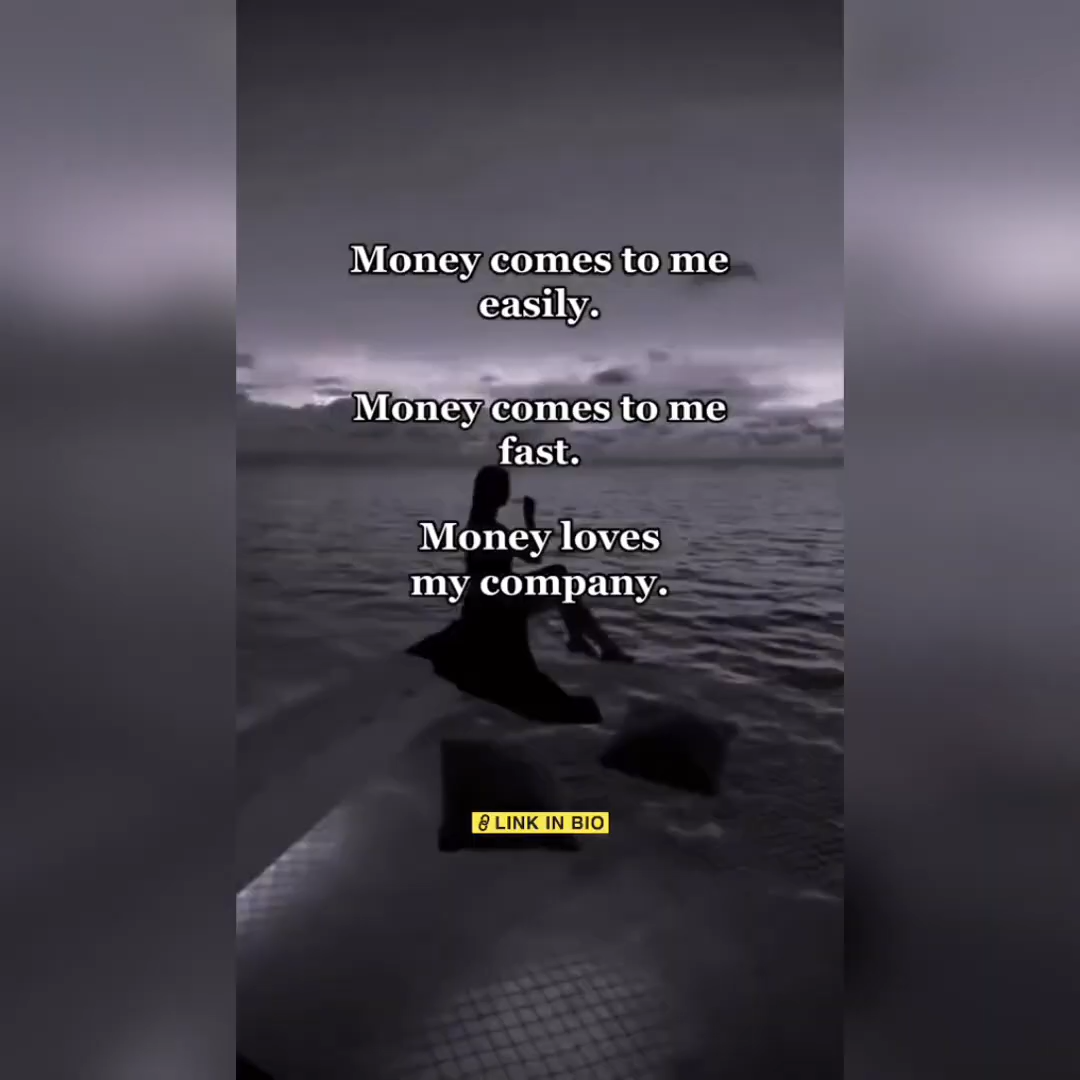 Money comes to me
easily.
Money comes to me
fast.
Money loves
my company.
LINK IN BIO